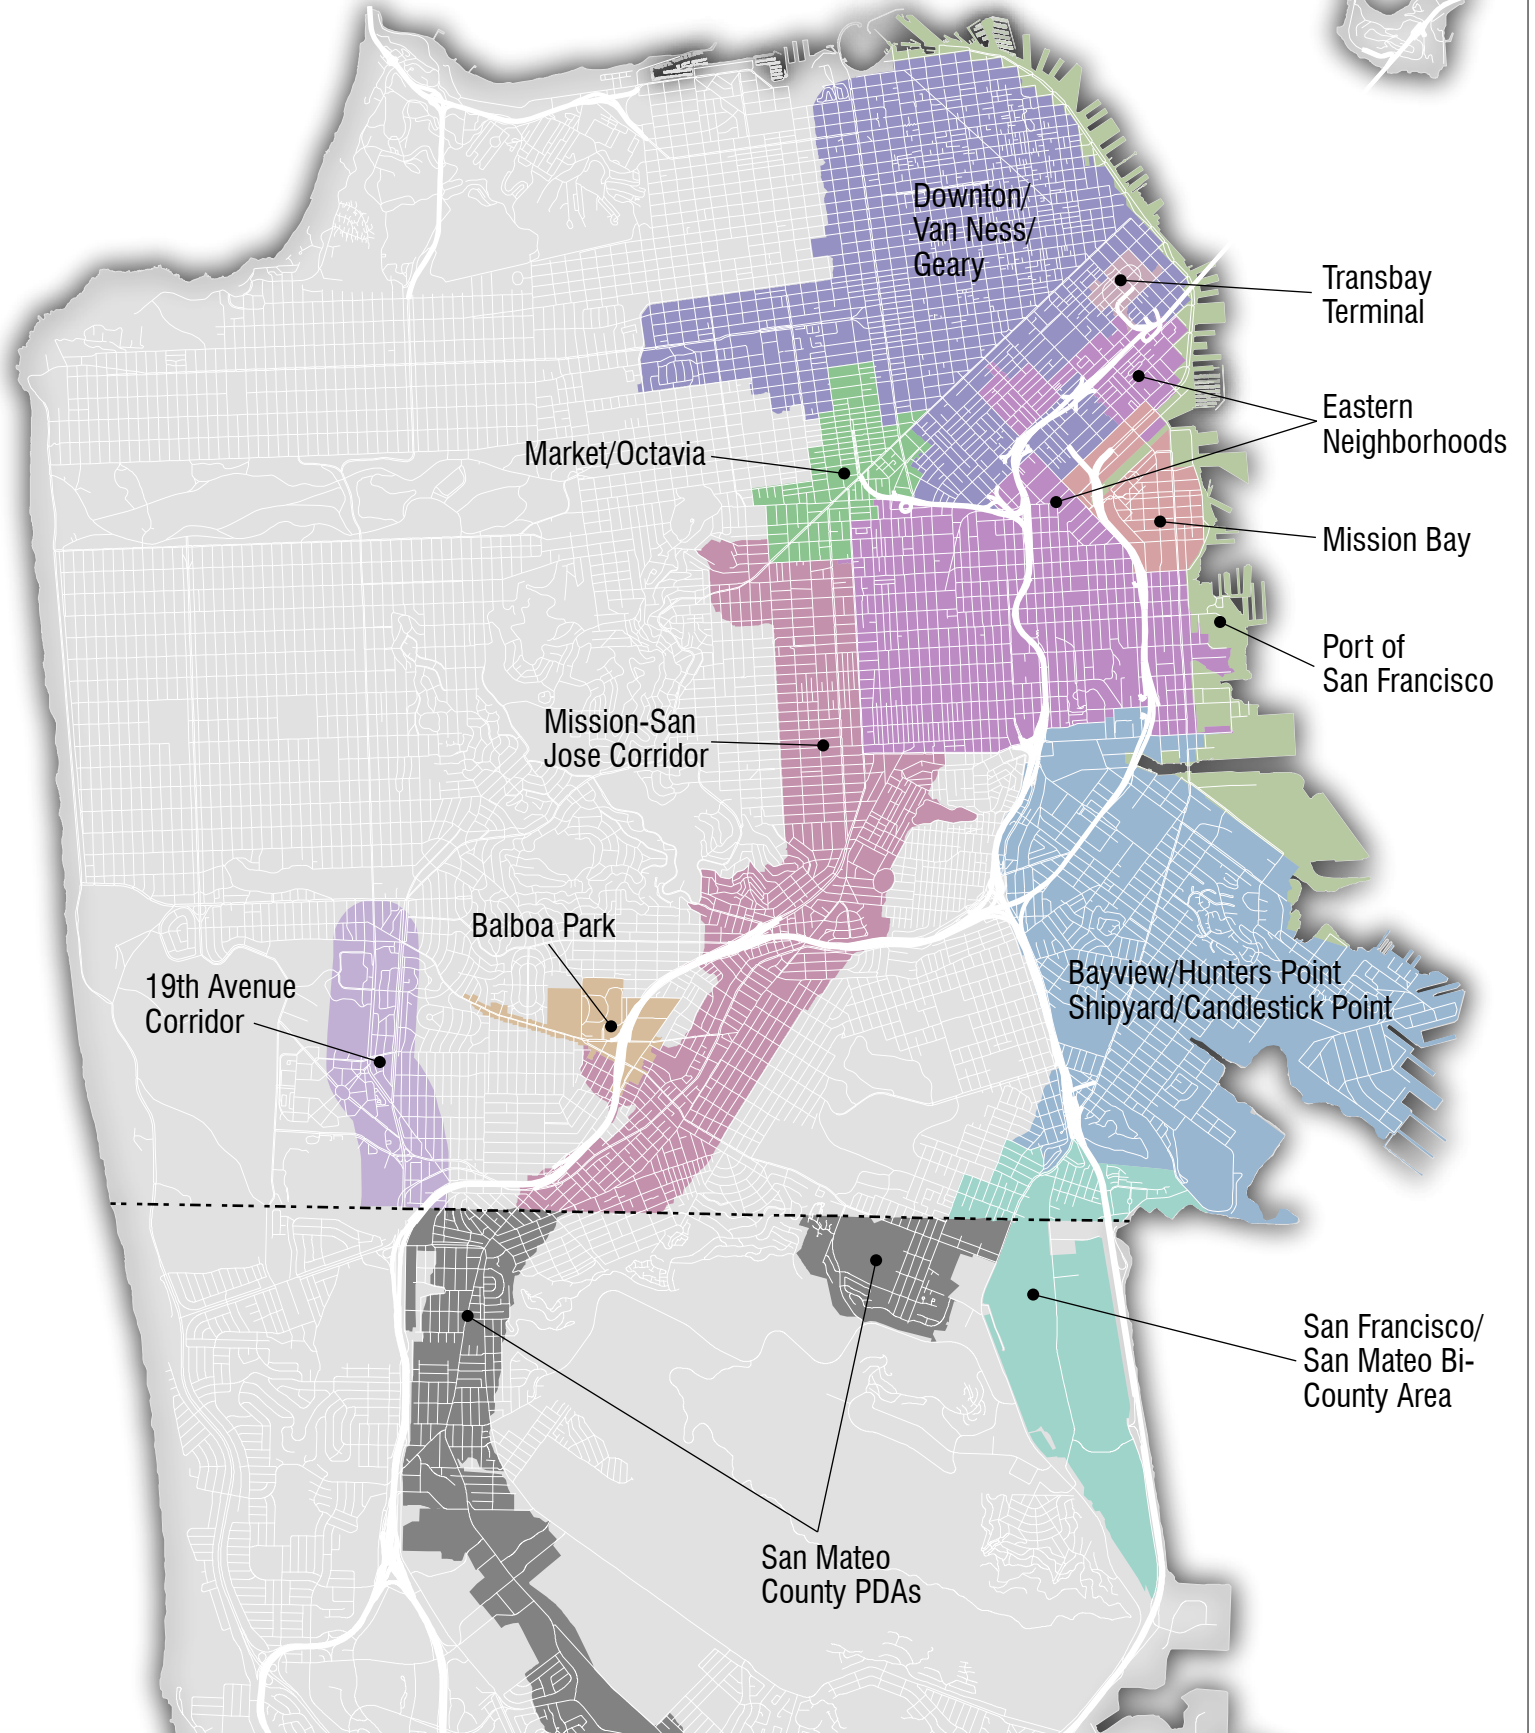 Downton/
Van Ness/
Geary
Transbay
Terminal
Eastern
Neighborhoods
Market/Octavia
Mission Bay
Port of
San Francisco
Mission-San
Jose Corridor
Balboa Park
19th Avenue
Corridor
Bayview/Hunters Point
Shipyard/Candlestick Point
San Francisco/
San Mateo Bi-
County Area
San Mateo
County PDAs